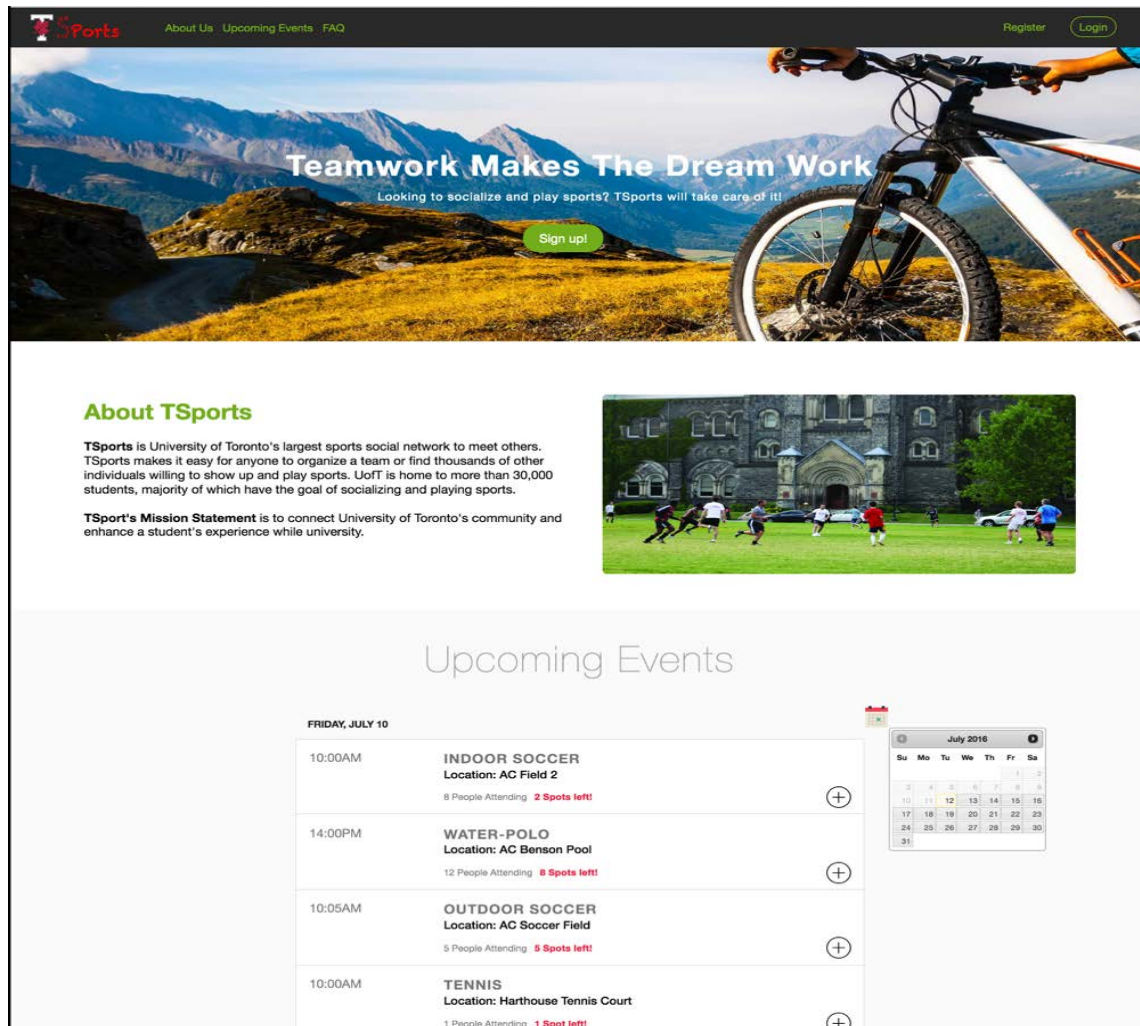 TSPorts
About Us Upcoming Events FAQ
Register Login
Teamwork Makes The Dream Work
Looking to socialize and play sports? TSports will take care of it!
Sign up!
About TSports
TSports is University of Toronto's largest sports social network to meet others.
TSports makes it easy for anyone to organize a team or find thousands of other
individuals willing to show up and play sports. UofT is home to more than 30,000
students, majority of which have the goal of socializing and playing sports.
TSport's Mission Statement is to connect University of Toronto's community and
enhance a student's experience while university.
Upcoming Events
FRIDAY, JULY 10
10:00AM
INDOOR SOCCER
Location: AC Field 2
8 People Attending 2 Spots left!
14:00PM
WATER-POLO
Location: AC Benson Pool
12 People Attending 8 Spots left!
10:05AM
OUTDOOR SOCCER
Location: AC Soccer Field
5 People Attending 5 Spots left!
10:00AM
TENNIS
Location: Harthouse Tennis Court
1 People Attending 1 Spot left!
July 2016
Su Mo Tu We Th Fr Sa
1 2
3 4 5 6 7 8 9
10 11 12 13 14 15 16
17 18 19 20 21 22 23
24 25 26 27 28 29 30
31